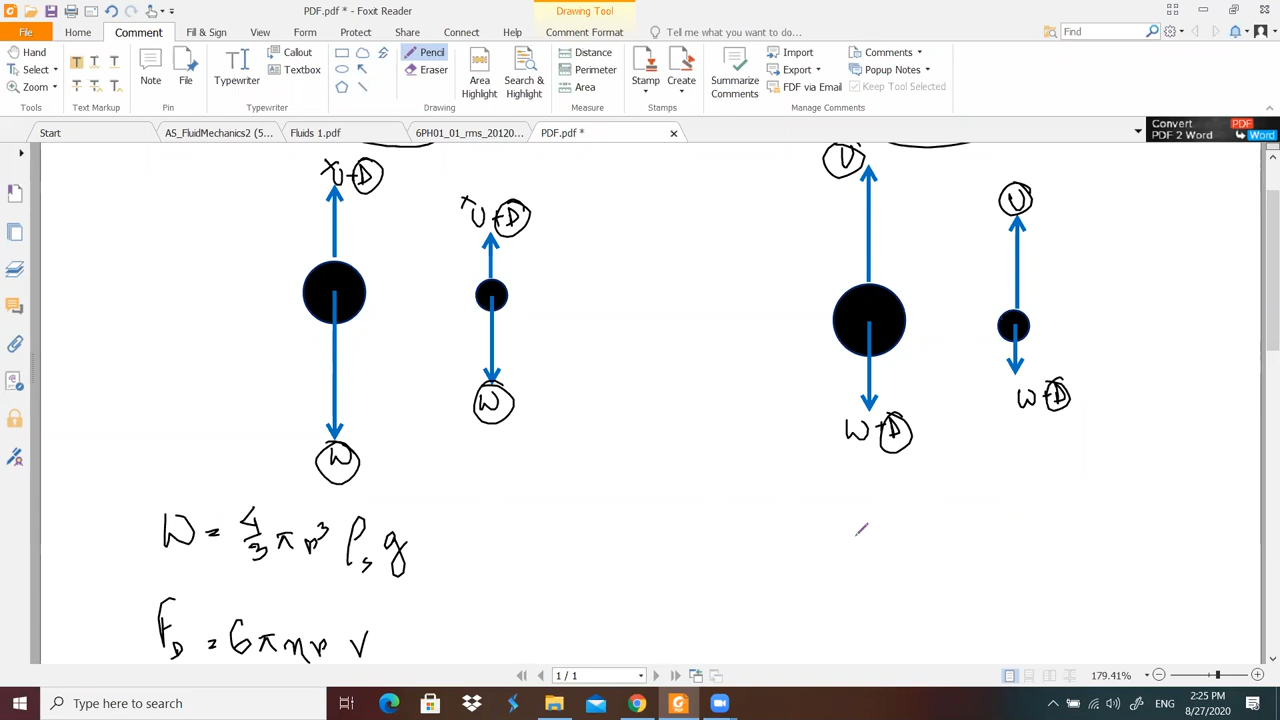 PDF.pdf * - Foxit Reader
Drawing Tool
File Home Comment Fill & Sign View Form Protect Share Connect Help Comment Format Tell me what you want to do.. Find
Hand
Select
Zoom
Tools
Text Markup
Note
File
Pin
Typewriter
Callout
Textbox
Typewriter
Pencil
Eraser
Drawing
Area Highlight
Search & Highlight
Distance
Perimeter
Area
Measure
Stamp
Create
Stamps
Summarize Comments
Import
Export
FDF via Email
Comments
Popup Notes
Keep Tool Selected
Manage Comments
Start AS_FluidMechanics2 (5... Fluids 1.pdf 6PH01_01_rms_20120... PDF.pdf *
Convert PDF
PDF 2 Word Word
U+D
U+D
W
W
U
U
W+D
W+D
W = 4/3 π r³ ρs g
FD = 6πηr v
1 / 1
179.41%
Type here to search
ENG
2:25 PM
8/27/2020
3